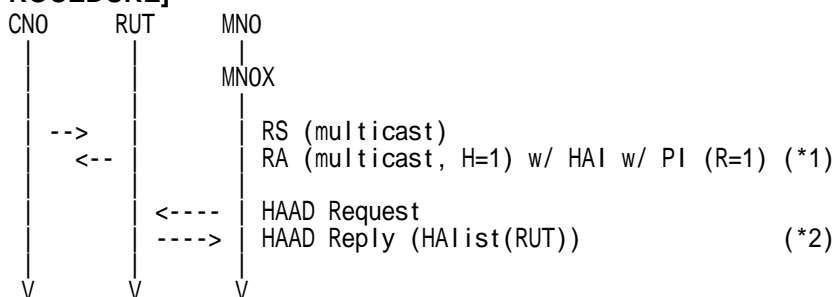 ROCEDURE]
CNO RUT MNO
| | |
| | MNOX
| | |
| --> | | RS (multicast)
| <-- | | RA (multicast, H=1) w/ HAI w/ PI (R=1) (*1)
| | |
| | <---- | HAAD Request
| | ----> | HAAD Reply (HAlist(RUT)) (*2)
| | |
V V V